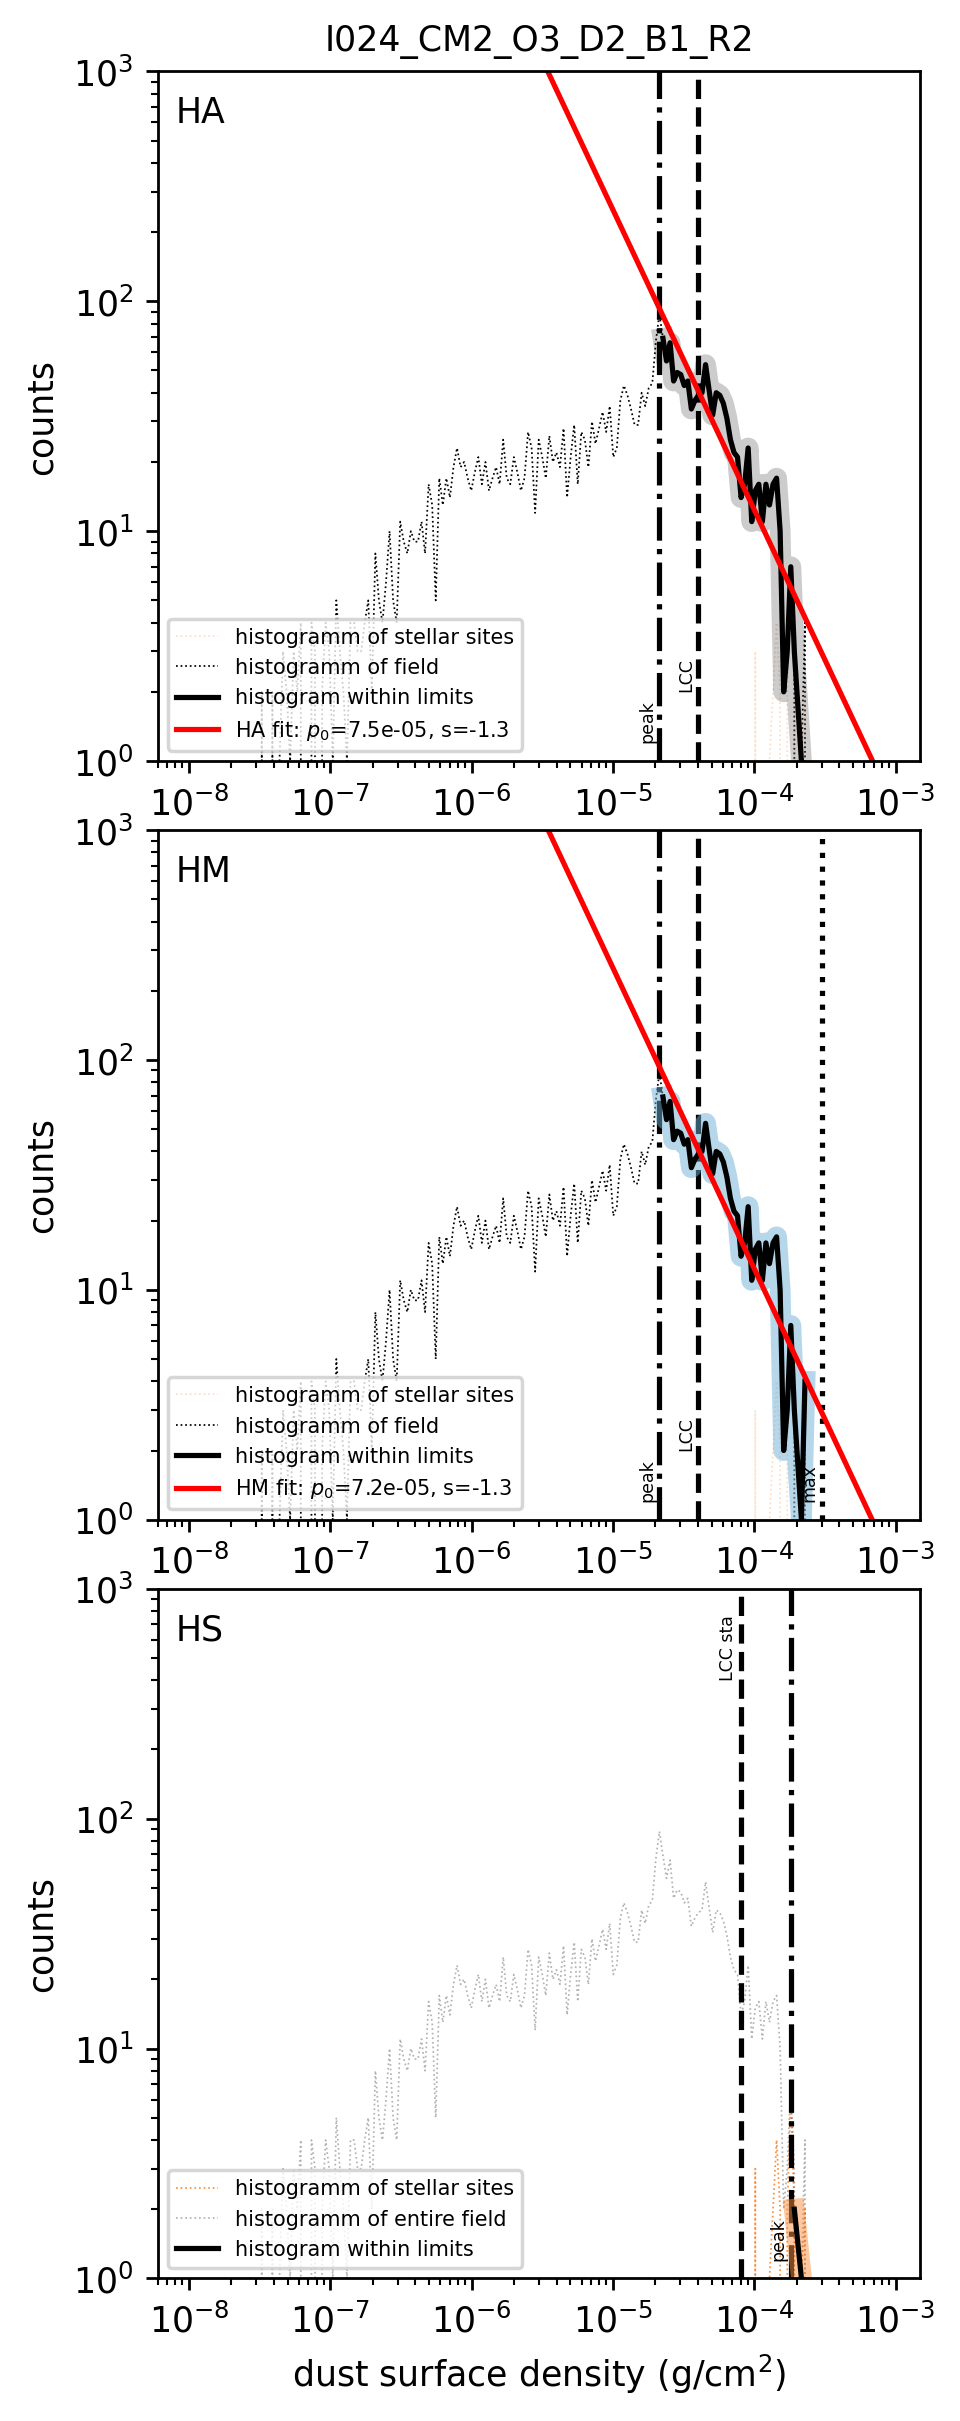 I024_CM2_O3_D2_B1_R2
10³
HA
10²
counts
10¹
LCC
peak
histogramm of stellar sites
histogramm of field
histogram within limits
HA fit: p₀=7.5e-05, s=-1.3
10⁰
10⁻⁸ 10⁻⁷ 10⁻⁶ 10⁻⁵ 10⁻⁴ 10⁻³
10³
HM
10²
counts
10¹
LCC
peak
max
histogramm of stellar sites
histogramm of field
histogram within limits
HM fit: p₀=7.2e-05, s=-1.3
10⁰
10⁻⁸ 10⁻⁷ 10⁻⁶ 10⁻⁵ 10⁻⁴ 10⁻³
10³
HS
LCC sta
10²
counts
10¹
peak
histogramm of stellar sites
histogramm of entire field
histogram within limits
10⁰
10⁻⁸ 10⁻⁷ 10⁻⁶ 10⁻⁵ 10⁻⁴ 10⁻³
dust surface density (g/cm²)